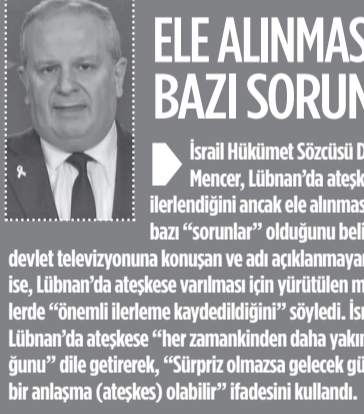 ELE ALINMAS
BAZI SORUN
İsrail Hükümet Sözcüsü D
Mencer, Lübnan’da ateşk
ilerlendiğini ancak ele alınmas
bazı “sorunlar” olduğunu beli
devlet televizyonuna konuşan ve adı açıklanmayan
ise, Lübnan’da ateşkese varılması için yürütülen m
lerde “önemli ilerleme kaydedildiğini” söyledi. İsr
Lübnan’da ateşkese “her zamankinden daha yakın
ğunu” dile getirerek, “Sürpriz olmazsa gelecek gü
bir anlaşma (ateşkes) olabilir” ifadesini kullandı.